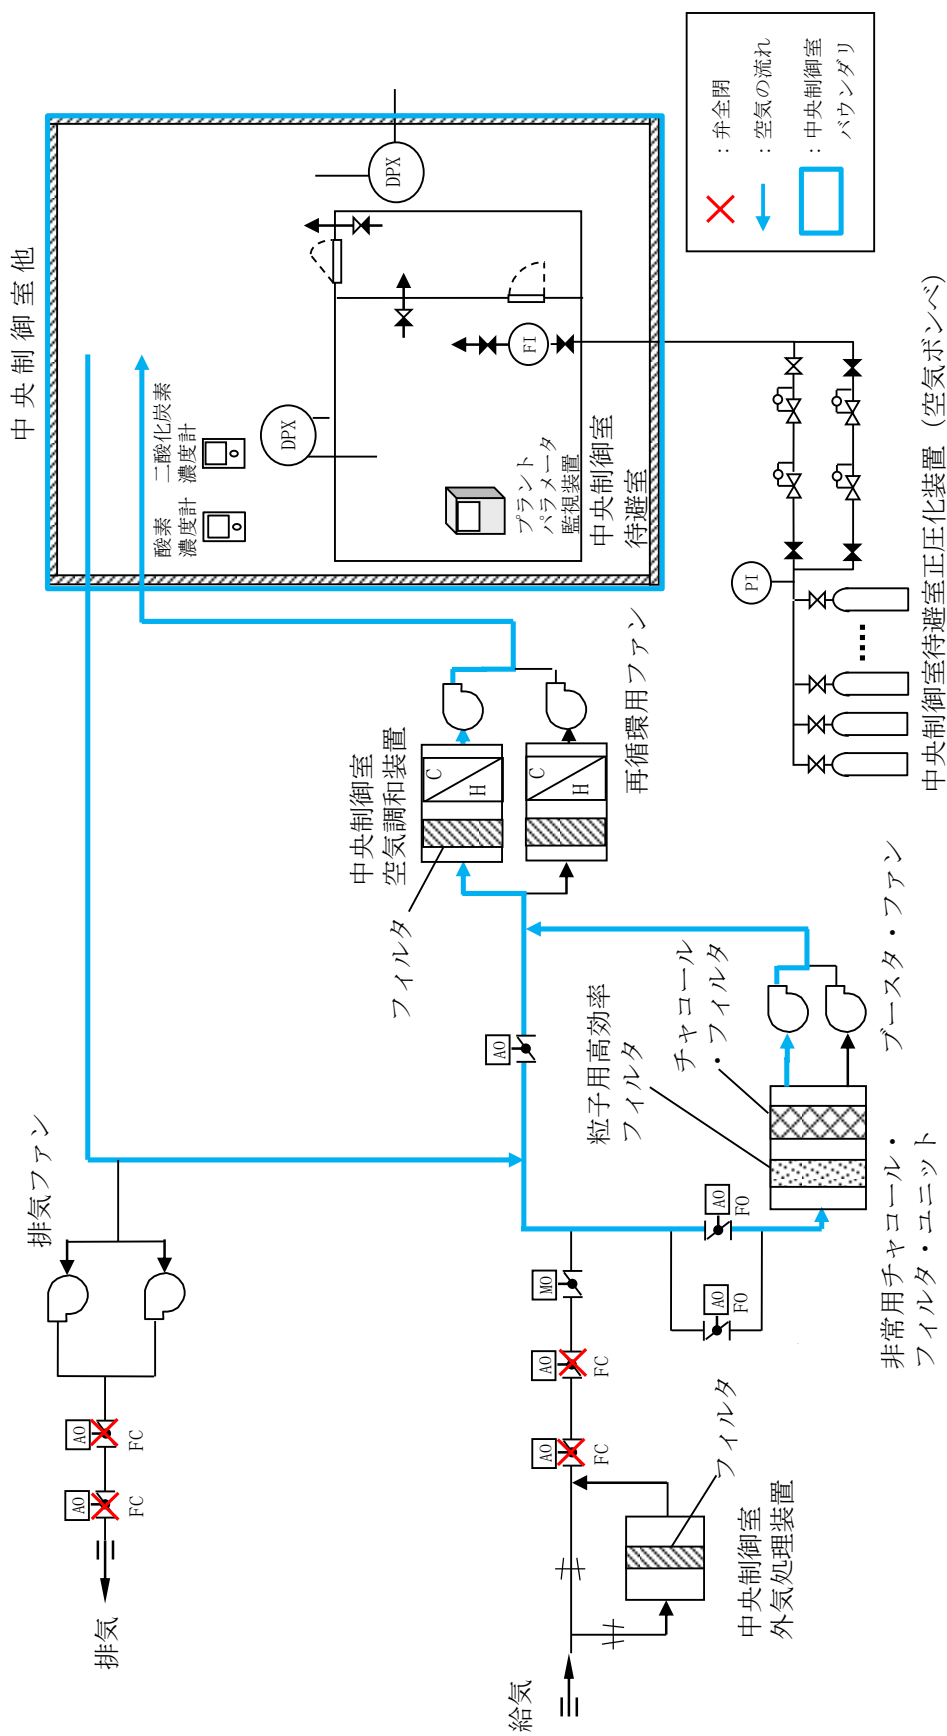 中央制御室他
酸素
濃度計
二酸化炭素
濃度計
DPX
DPX
FI
プラント
パラメータ
監視装置
中央制御室
待避室
：弁全閉
：空気の流れ
：中央制御室
バウンダリ
PI
中央制御室待避室正圧化装置（空気ボンベ）
中央制御室
空気調和装置
フィルタ
C
H
C
H
再循環用ファン
AO
粒子用高効率
フィルタ
チャコール
・フィルタ
ブースタ・ファン
非常用チャコール・
フィルタ・ユニット
AO
FO
AO
FO
排気ファン
AO
FC
AO
FC
排気
MO
AO
FC
AO
FC
フィルタ
中央制御室
外気処理装置
給気